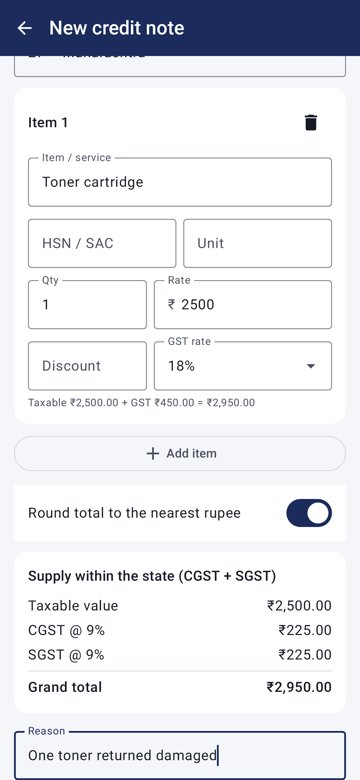 New credit note
Item 1
Item / service
Toner cartridge
HSN / SAC
Unit
Qty
1
Rate
₹ 2500
Discount
GST rate
18%
Taxable ₹2,500.00 + GST ₹450.00 = ₹2,950.00
Add item
Round total to the nearest rupee
Supply within the state (CGST + SGST)
Taxable value ₹2,500.00
CGST @ 9% ₹225.00
SGST @ 9% ₹225.00
Grand total ₹2,950.00
Reason
One toner returned damaged